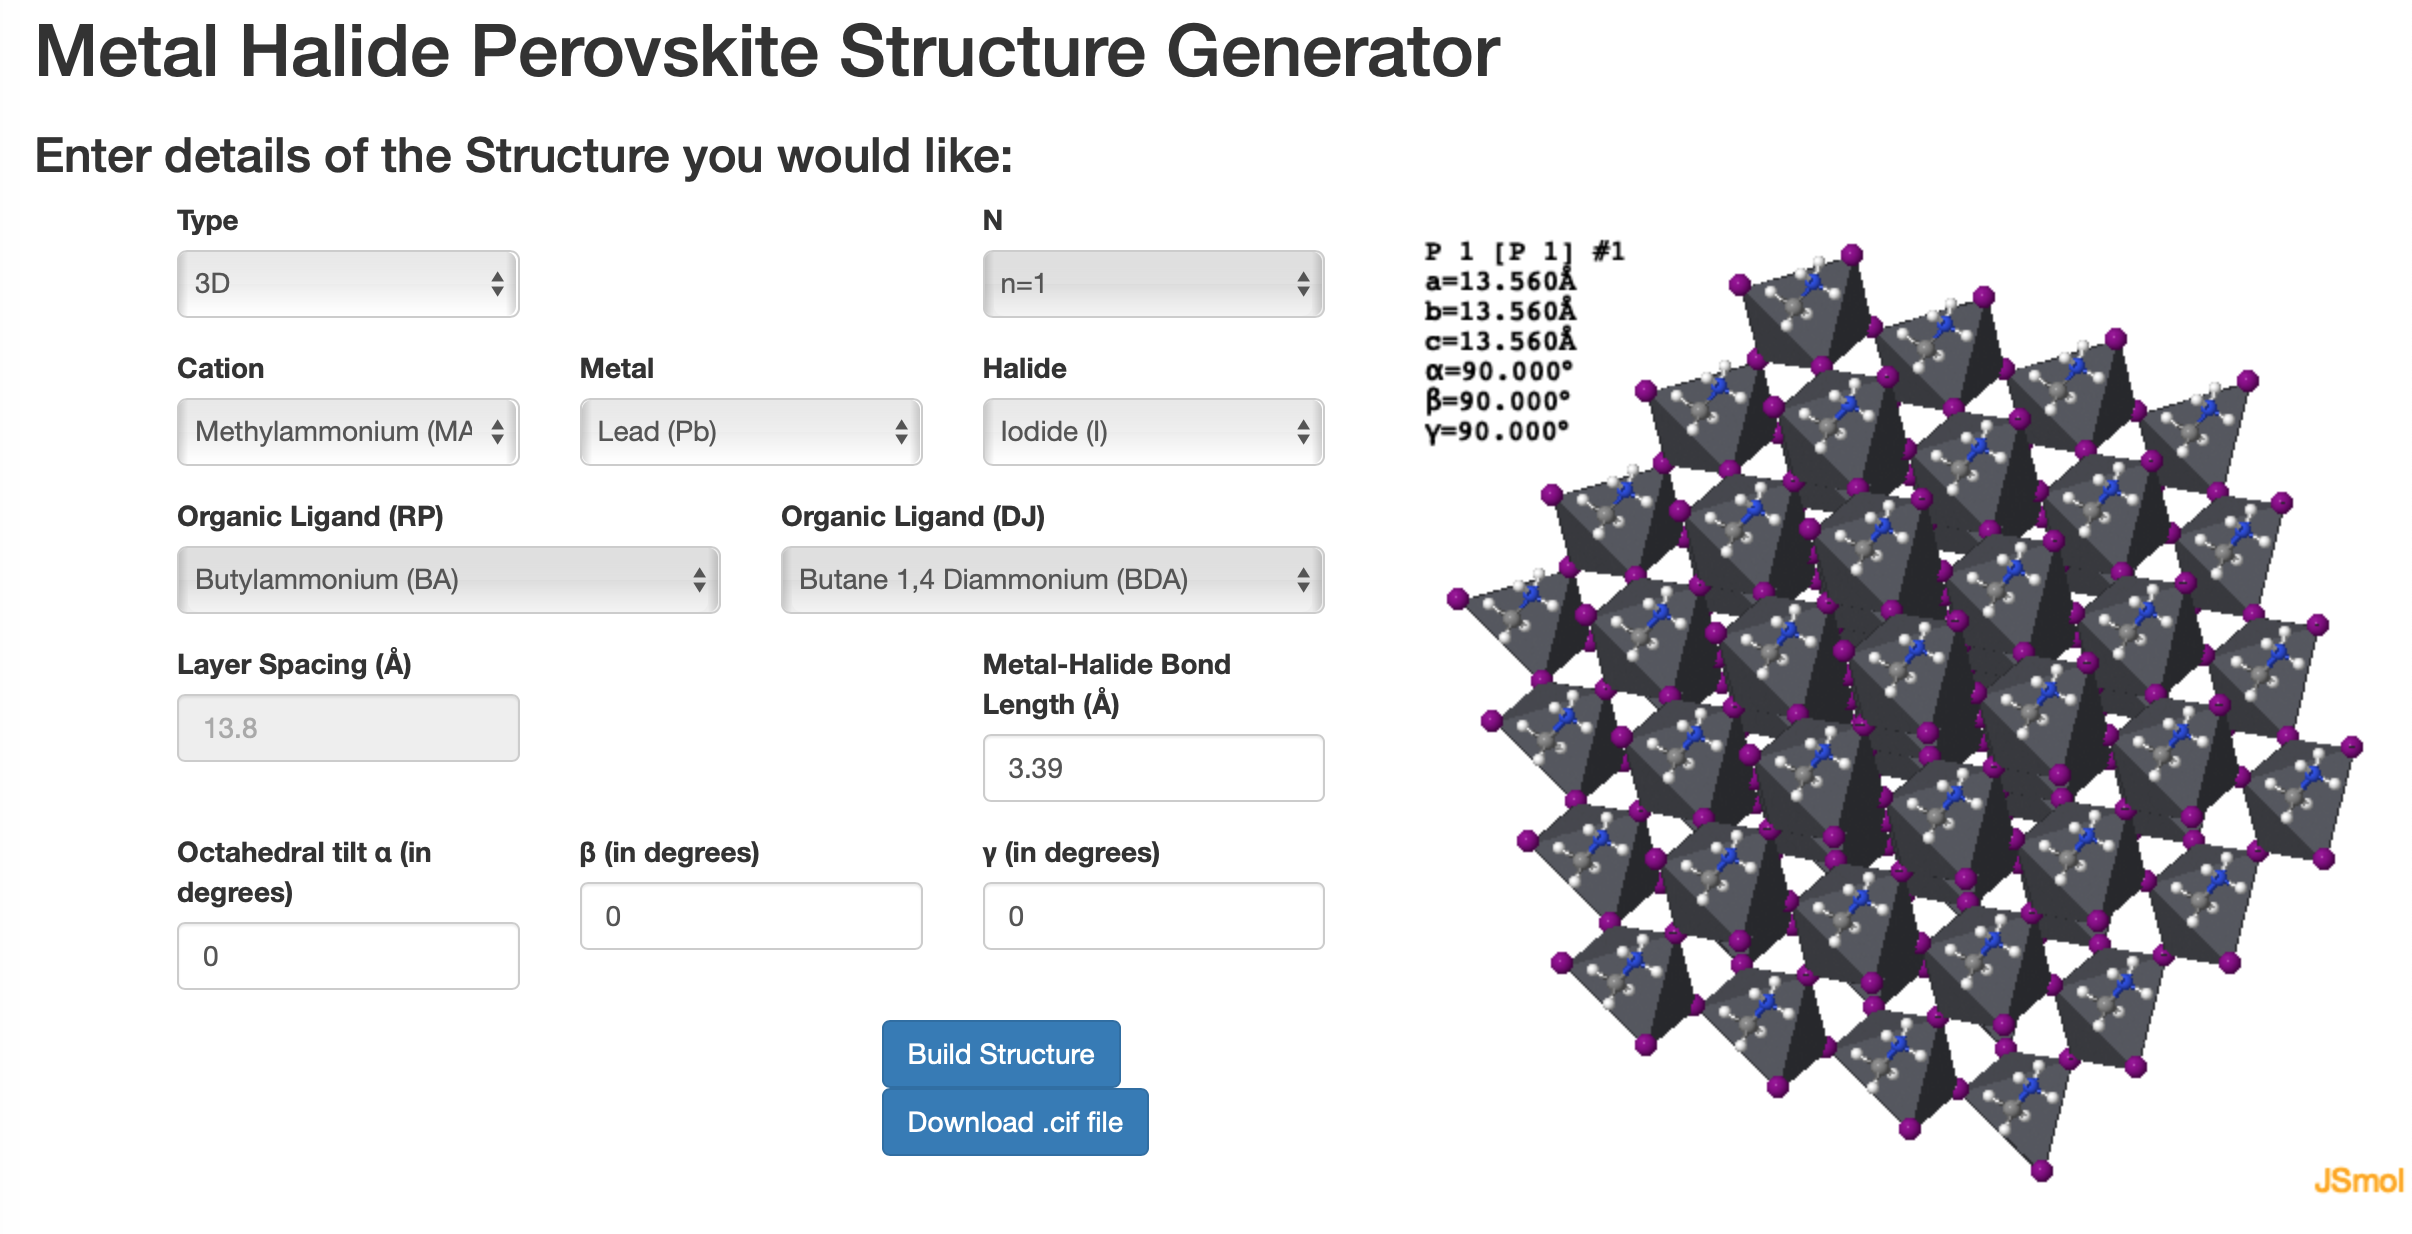 Metal Halide Perovskite Structure Generator
Enter details of the Structure you would like:
Type
N
3D
n=1
Cation
Metal
Halide
Methylammonium (MA
Lead (Pb)
Iodide (I)
Organic Ligand (RP)
Organic Ligand (DJ)
Butylammonium (BA)
Butane 1,4 Diammonium (BDA)
Layer Spacing (Å)
Metal-Halide Bond
Length (Å)
13.8
3.39
Octahedral tilt α (in
degrees)
β (in degrees)
γ (in degrees)
0
0
0
Build Structure
Download .cif file
P 1 [P 1] #1
a=13.560Å
b=13.560Å
c=13.560Å
α=90.000°
β=90.000°
γ=90.000°
JSmol